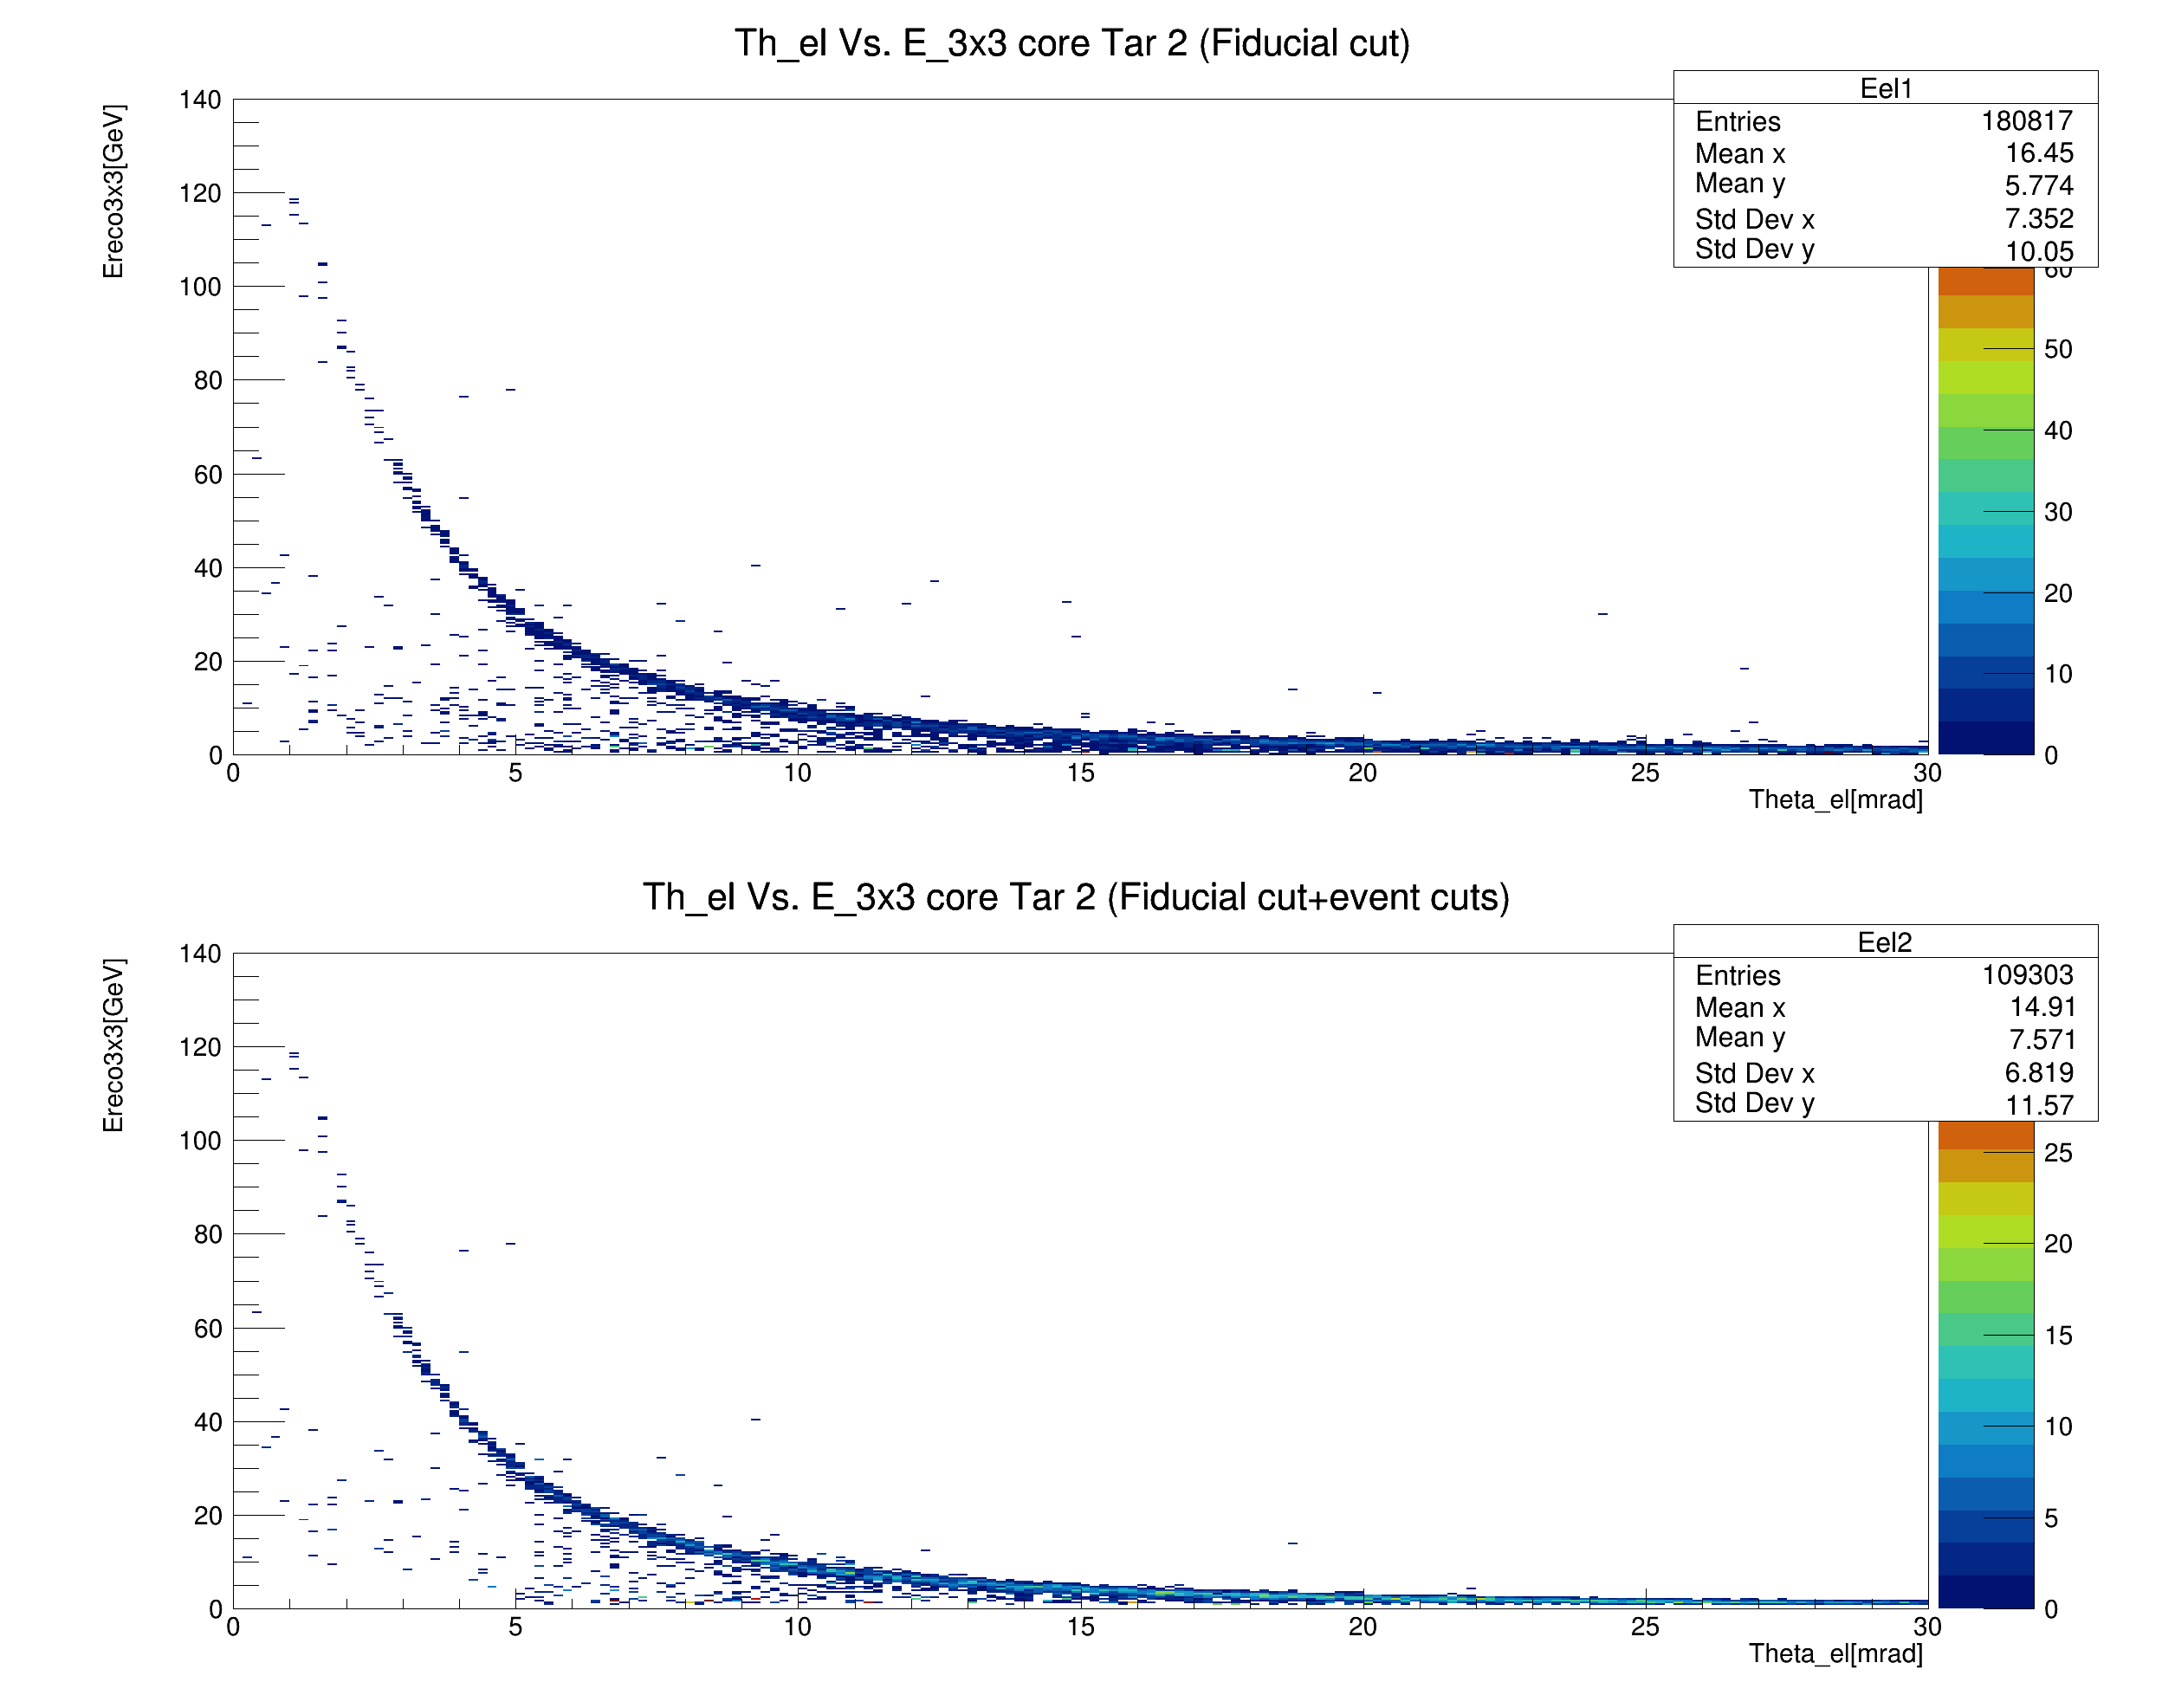 Th_el Vs. E_3x3 core Tar 2 (Fiducial cut)
Eel1
Entries 180817
Mean x 16.45
Mean y 5.774
Std Dev x 7.352
Std Dev y 10.05
Ereco3x3[GeV]
140
120
100
80
60
40
20
0
0 5 10 15 20 25 30
Theta_el[mrad]
60
50
40
30
20
10
0
Th_el Vs. E_3x3 core Tar 2 (Fiducial cut+event cuts)
Eel2
Entries 109303
Mean x 14.91
Mean y 7.571
Std Dev x 6.819
Std Dev y 11.57
Ereco3x3[GeV]
140
120
100
80
60
40
20
0
0 5 10 15 20 25 30
Theta_el[mrad]
25
20
15
10
5
0